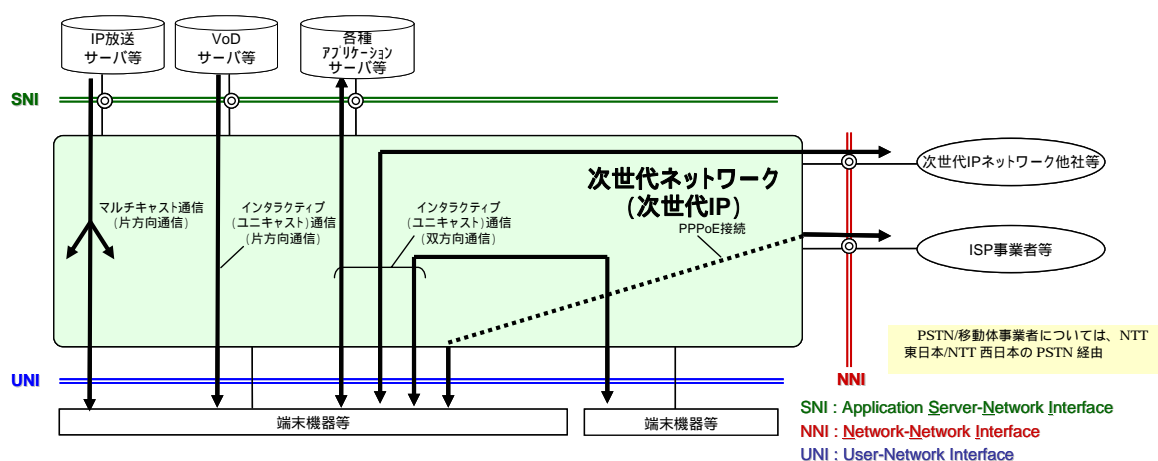 IP放送
サーバ等
VoD
サーバ等
各種
アプリケーション
サーバ等
SNI
次世代IPネットワーク他社等
次世代ネットワーク
(次世代IP)
マルチキャスト通信
(片方向通信)
インタラクティブ
(ユニキャスト)通信
(片方向通信)
インタラクティブ
(ユニキャスト)通信
(双方向通信)
PPPoE接続
ISP事業者等
PSTN/移動体事業者については、NTT
東日本/NTT 西日本の PSTN 経由
UNI
NNI
端末機器等
端末機器等
SNI : Application Server-Network Interface
NNI : Network-Network Interface
UNI : User-Network Interface